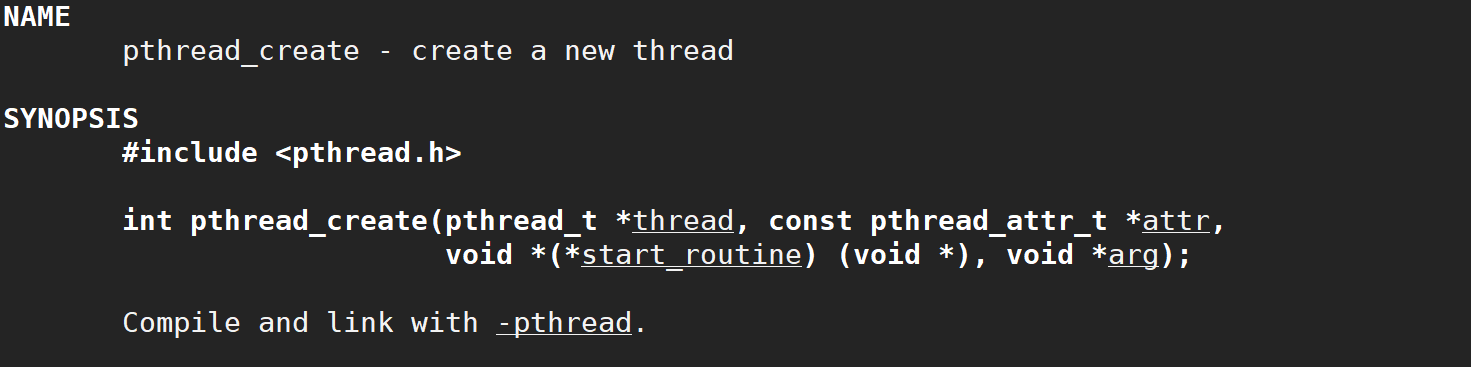 NAME
pthread_create - create a new thread
SYNOPSIS
#include <pthread.h>
int pthread_create(pthread_t *thread, const pthread_attr_t *attr,
void *(*start_routine) (void *), void *arg);
Compile and link with -pthread.